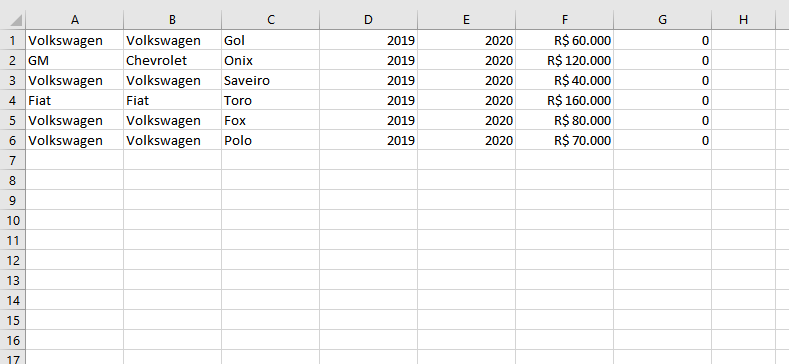 A B C D E F G H
1 Volkswagen Volkswagen Gol 2019 2020 R$ 60.000 0
2 GM Chevrolet Onix 2019 2020 R$ 120.000 0
3 Volkswagen Volkswagen Saveiro 2019 2020 R$ 40.000 0
4 Fiat Fiat Toro 2019 2020 R$ 160.000 0
5 Volkswagen Volkswagen Fox 2019 2020 R$ 80.000 0
6 Volkswagen Volkswagen Polo 2019 2020 R$ 70.000 0
7
8
9
10
11
12
13
14
15
16
17